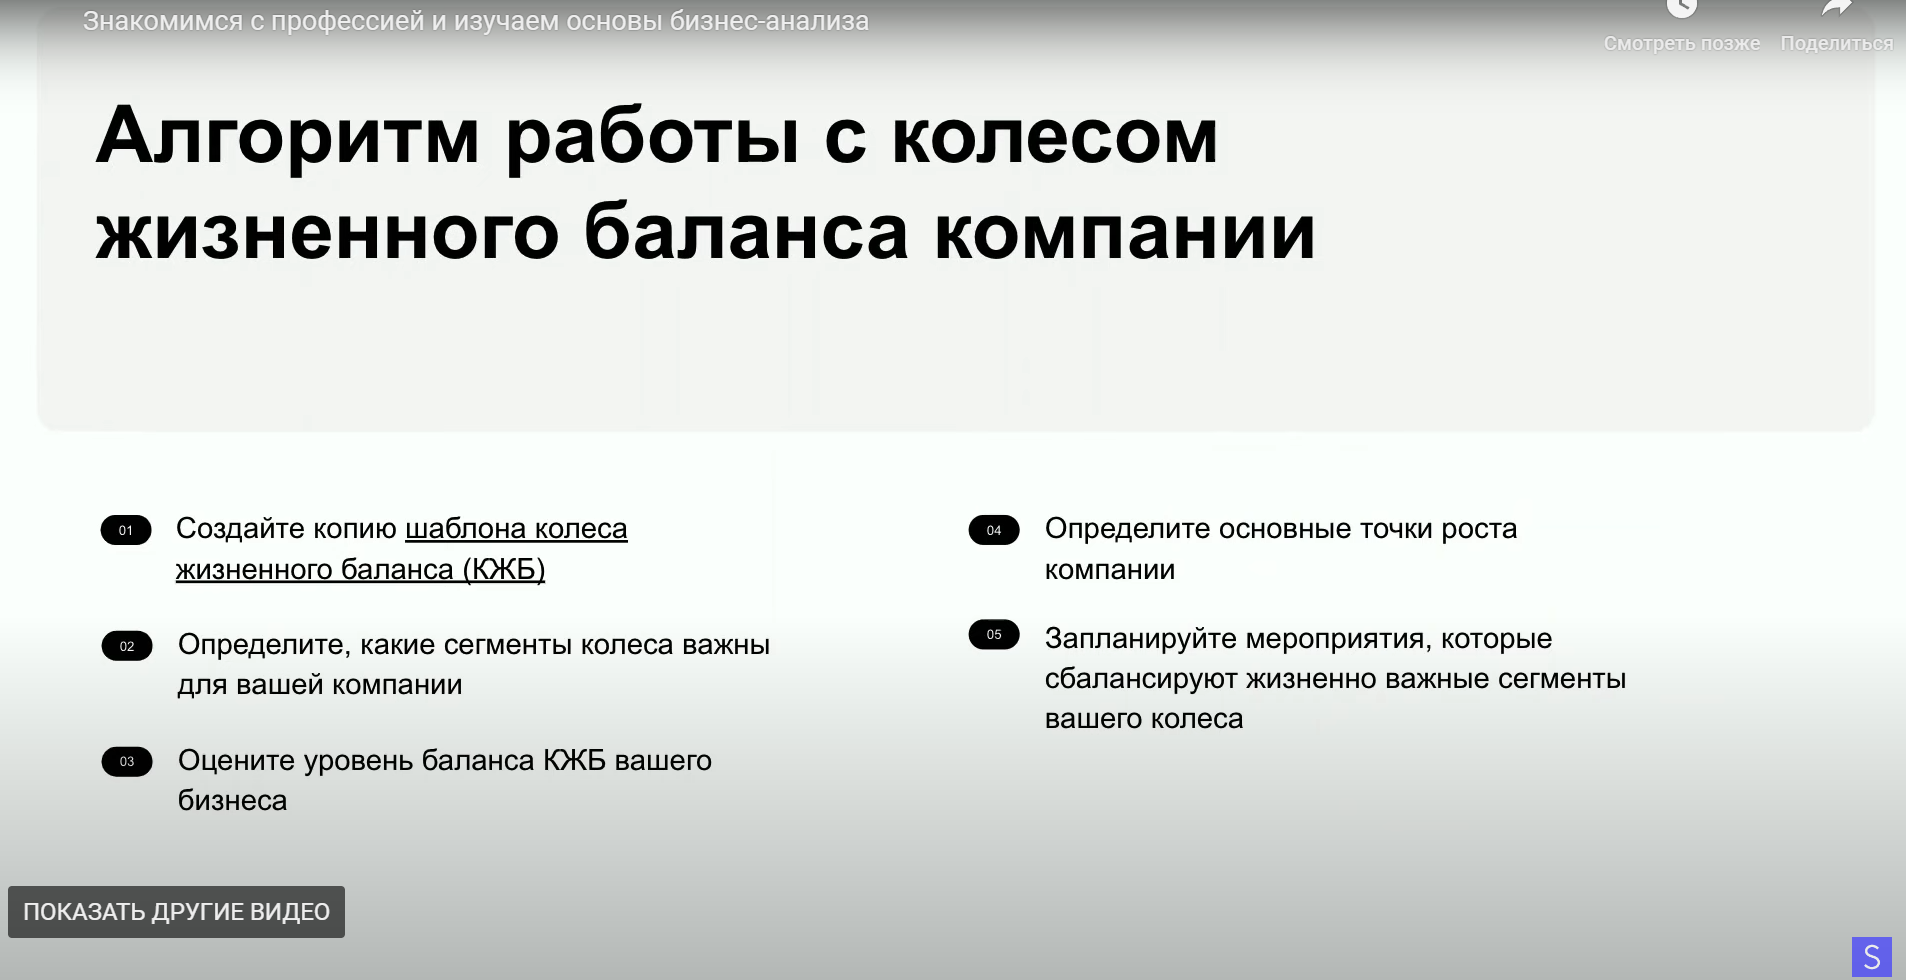 Знакомимся с профессией и изучаем основы бизнес-анализа
Смотреть позже
Поделиться
Алгоритм работы с колесом
жизненного баланса компании
01
Создайте копию шаблона колеса
жизненного баланса (КЖБ)
02
Определите, какие сегменты колеса важны
для вашей компании
03
Оцените уровень баланса КЖБ вашего
бизнеса
04
Определите основные точки роста
компании
05
Запланируйте мероприятия, которые
сбалансируют жизненно важные сегменты
вашего колеса
ПОКАЗАТЬ ДРУГИЕ ВИДЕО
S